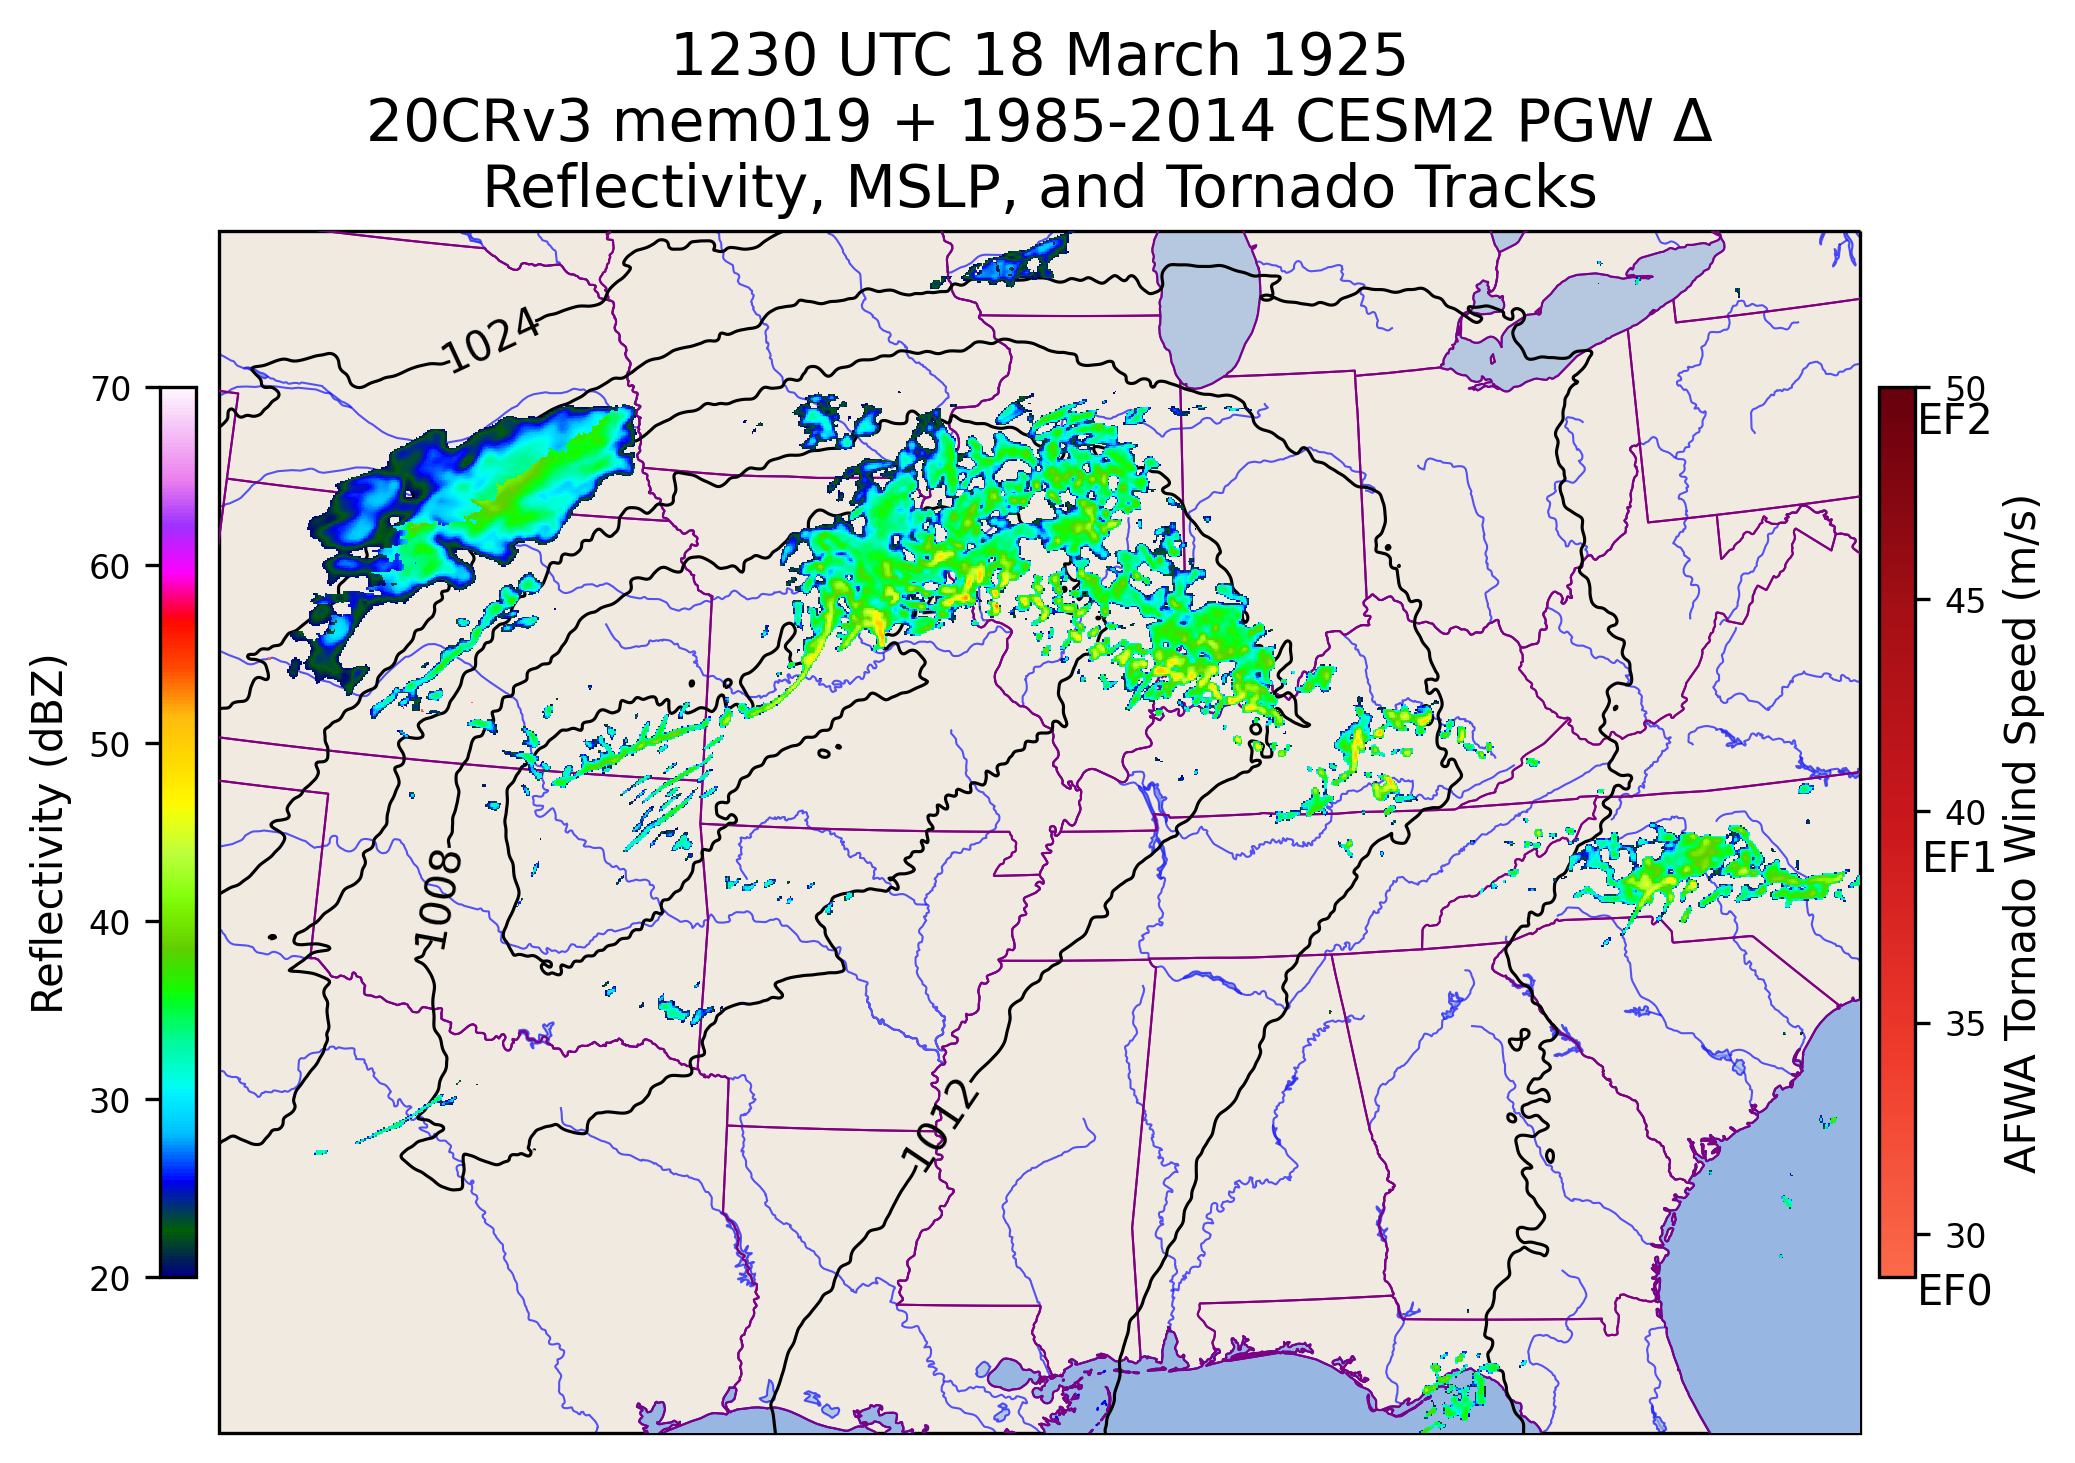 1230 UTC 18 March 1925
20CRv3 mem019 + 1985-2014 CESM2 PGW Δ
Reflectivity, MSLP, and Tornado Tracks
Reflectivity (dBZ)
70
60
50
40
30
20
1024
1008
1012
50
EF2
45
40
EF1
35
30
EF0
AFWA Tornado Wind Speed (m/s)